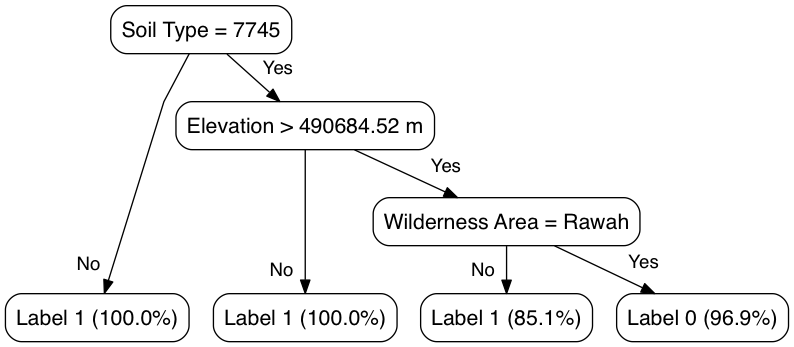 Soil Type = 7745
Yes
Elevation > 490684.52 m
Yes
Wilderness Area = Rawah
No
No
No
Yes
Label 1 (100.0%)
Label 1 (100.0%)
Label 1 (85.1%)
Label 0 (96.9%)